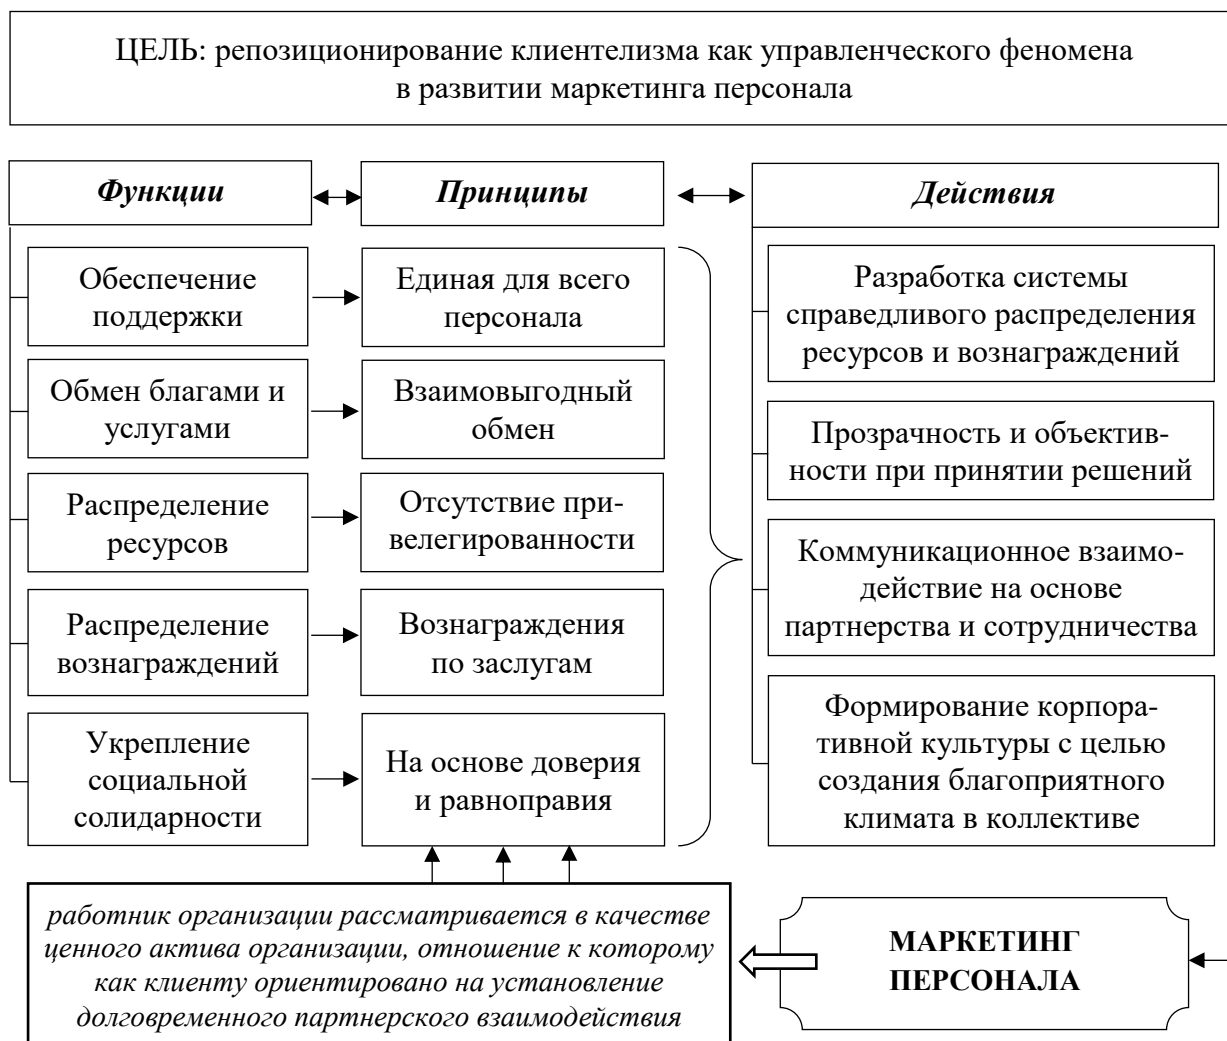 ЦЕЛЬ: репозиционирование клиентелизма как управленческого феномена
в развитии маркетинга персонала
Функции
Принципы
Действия
Обеспечение
поддержки
Единая для всего
персонала
Обмен благами и
услугами
Взаимовыгодный
обмен
Распределение
ресурсов
Отсутствие при-
велегированности
Распределение
вознаграждений
Вознаграждения
по заслугам
Укрепление
социальной
солидарности
На основе доверия
и равноправия
Разработка системы
справедливого распределения
ресурсов и вознаграждений
Прозрачность и объектив-
ности при принятии решений
Коммуникационное взаимо-
действие на основе
партнерства и сотрудничества
Формирование корпора-
тивной культуры с целью
создания благоприятного
климата в коллективе
работник организации рассматривается в качестве
ценного актива организации, отношение к которому
как клиенту ориентировано на установление
долговременного партнерского взаимодействия
МАРКЕТИНГ
ПЕРСОНАЛА